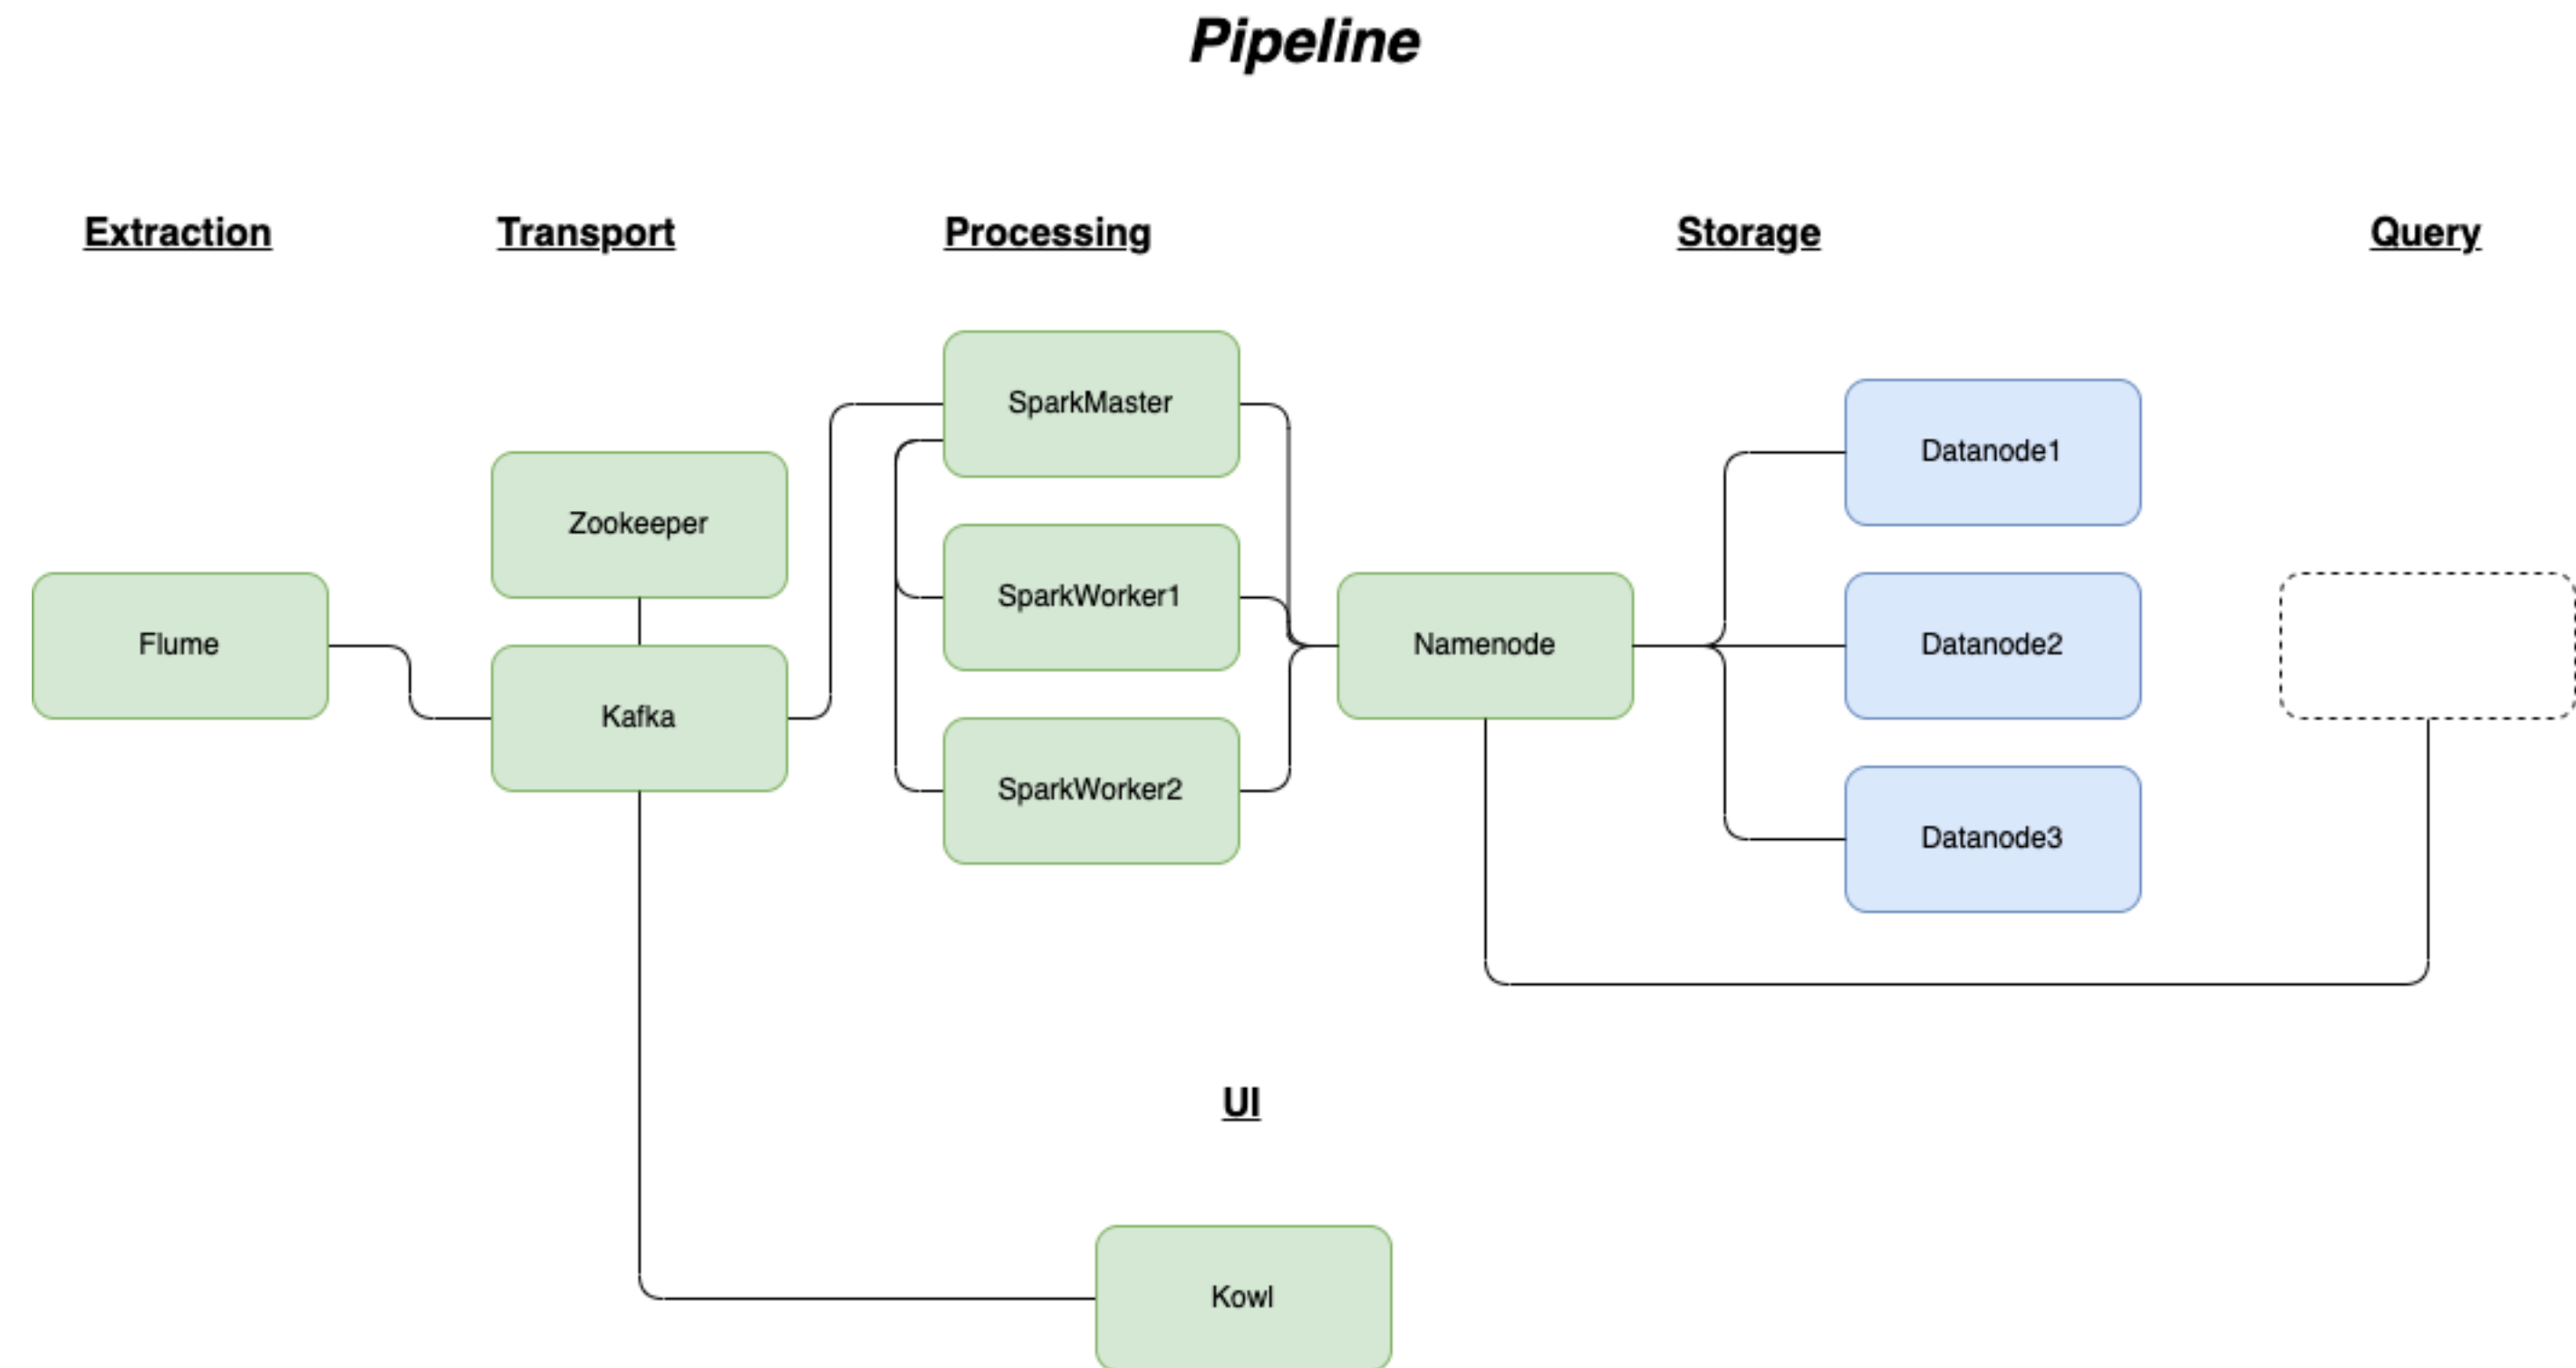 Pipeline
Extraction
Transport
Processing
Storage
Query
SparkMaster
Datanode1
Zookeeper
SparkWorker1
Flume
Namenode
Datanode2
Kafka
SparkWorker2
Datanode3
UI
Kowl